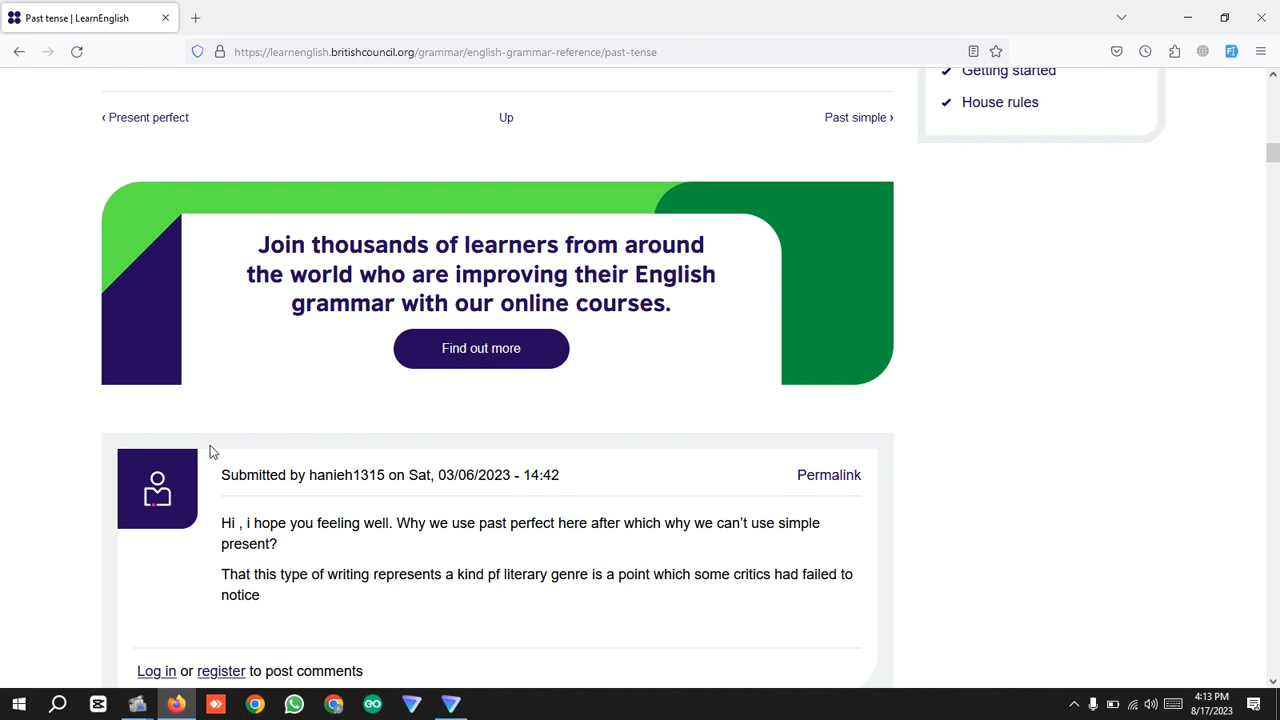 Past tense | LearnEnglish
https://learnenglish.britishcouncil.org/grammar/english-grammar-reference/past-tense
Getting started
House rules
‹ Present perfect
Up
Past simple ›
Join thousands of learners from around
the world who are improving their English
grammar with our online courses.
Find out more
Submitted by hanieh1315 on Sat, 03/06/2023 - 14:42
Permalink
Hi , i hope you feeling well. Why we use past perfect here after which why we can’t use simple
present?
That this type of writing represents a kind pf literary genre is a point which some critics had failed to
notice
Log in or register to post comments
4:13 PM
8/17/2023